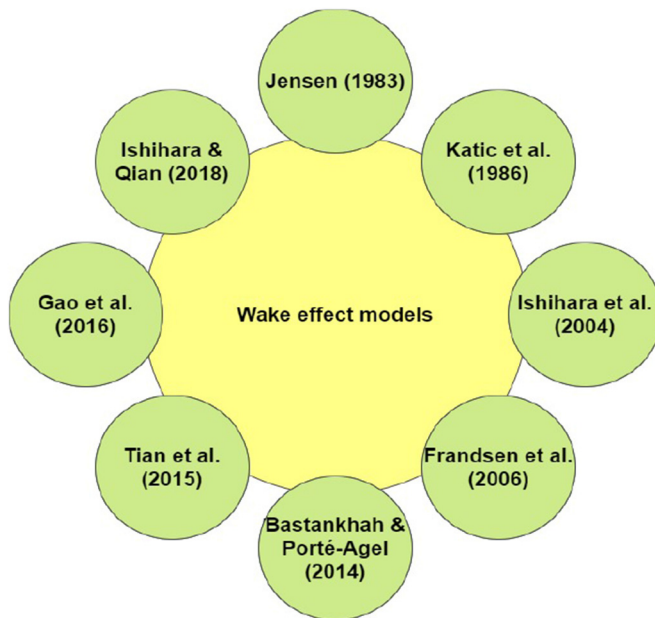 Jensen (1983)
Katic et al.
(1986)
Ishihara et al.
(2004)
Frandsen et al.
(2006)
Bastankhah &
Porté-Agel
(2014)
Tian et al.
(2015)
Gao et al.
(2016)
Ishihara &
Qian (2018)
Wake effect models